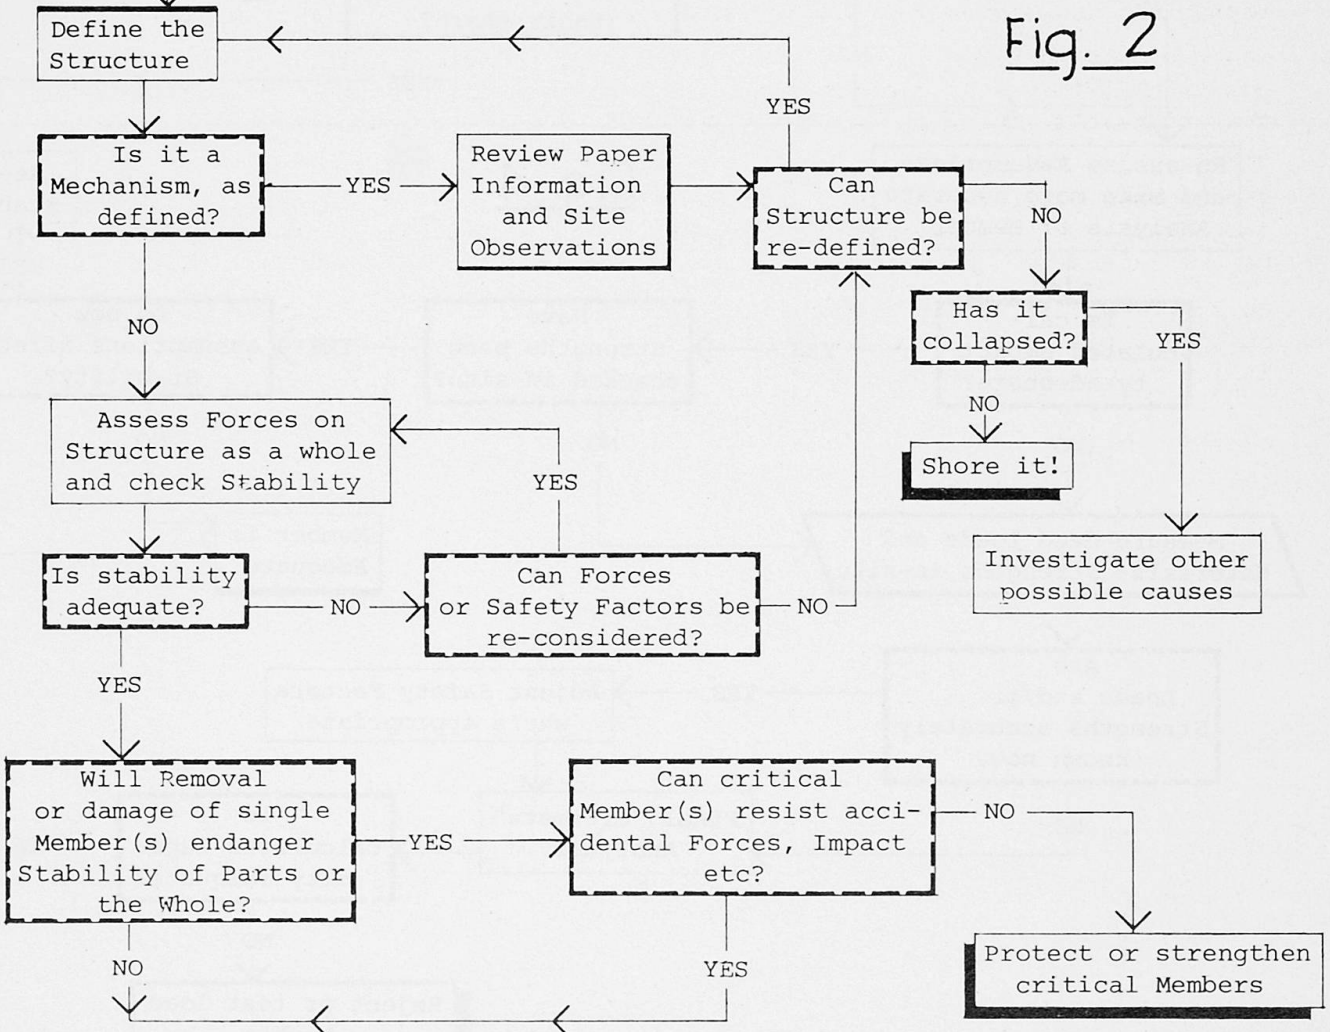 Fig. 2
Define the
Structure
YES
Is it a
Mechanism, as
defined?
YES
Review Paper
Information
and Site
Observations
Can
Structure be
re-defined?
NO
Has it
collapsed?
YES
NO
Shore it!
Investigate other
possible causes
NO
Assess Forces on
Structure as a whole
and check Stability
YES
Is stability
adequate?
NO
Can Forces
or Safety Factors be
re-considered?
NO
YES
Will Removal
or damage of single
Member(s) endanger
Stability of Parts or
the Whole?
YES
Can critical
Member(s) resist acci-
dental Forces, Impact
etc?
NO
Protect or strengthen
critical Members
NO
YES